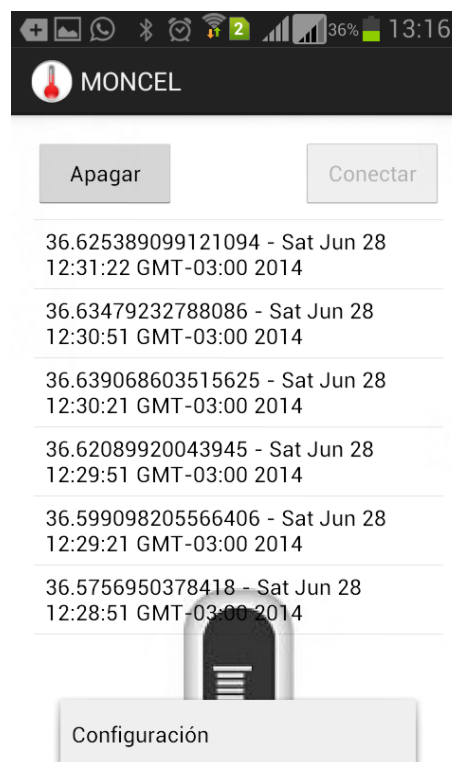 2 36% 13:16
MONCEL
Apagar Conectar
36.625389099121094 - Sat Jun 28
12:31:22 GMT-03:00 2014
36.63479232788086 - Sat Jun 28
12:30:51 GMT-03:00 2014
36.639068603515625 - Sat Jun 28
12:30:21 GMT-03:00 2014
36.62089920043945 - Sat Jun 28
12:29:51 GMT-03:00 2014
36.599098205566406 - Sat Jun 28
12:29:21 GMT-03:00 2014
36.5756950378418 - Sat Jun 28
12:28:51 GMT-03:00 2014
Configuración